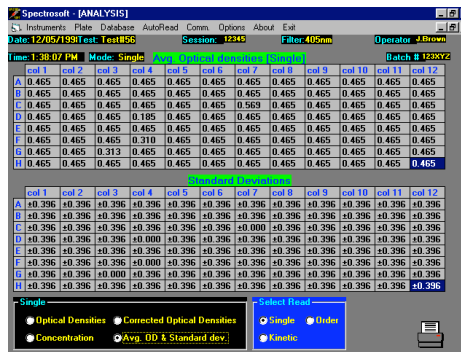 Spectrosoft - [ANALYSIS]
Instruments Plate Database AutoRead Comm. Options About Exit
Date: 12/05/1998 Test: Test#56 Session: 12345 Filter: 405nm Operator J.Brown
Time: 1:38:07 PM Mode: Single Avg. Optical densities [Single] Batch # 123XYZ
col 1 col 2 col 3 col 4 col 5 col 6 col 7 col 8 col 9 col 10 col 11 col 12
A 0.465 0.465 0.465 0.465 0.465 0.465 0.465 0.465 0.465 0.465 0.465 0.465
B 0.465 0.465 0.465 0.465 0.465 0.465 0.465 0.465 0.465 0.465 0.465 0.465
C 0.465 0.465 0.465 0.465 0.465 0.465 0.569 0.465 0.465 0.465 0.465 0.465
D 0.465 0.465 0.465 0.185 0.465 0.465 0.465 0.465 0.465 0.465 0.465 0.465
E 0.465 0.465 0.465 0.465 0.465 0.465 0.465 0.465 0.465 0.465 0.465 0.465
F 0.465 0.465 0.465 0.310 0.465 0.465 0.465 0.465 0.465 0.465 0.465 0.465
G 0.465 0.465 0.313 0.465 0.465 0.465 0.465 0.465 0.465 0.465 0.465 0.465
H 0.465 0.465 0.465 0.465 0.465 0.465 0.465 0.465 0.465 0.465 0.465 0.465
Standard Deviations
col 1 col 2 col 3 col 4 col 5 col 6 col 7 col 8 col 9 col 10 col 11 col 12
A ±0.396 ±0.396 ±0.396 ±0.396 ±0.396 ±0.396 ±0.396 ±0.396 ±0.396 ±0.396 ±0.396 ±0.396
B ±0.396 ±0.396 ±0.396 ±0.396 ±0.396 ±0.396 ±0.396 ±0.396 ±0.396 ±0.396 ±0.396 ±0.396
C ±0.396 ±0.396 ±0.396 ±0.396 ±0.396 ±0.396 ±0.000 ±0.396 ±0.396 ±0.396 ±0.396 ±0.396
D ±0.396 ±0.396 ±0.396 ±0.000 ±0.396 ±0.396 ±0.396 ±0.396 ±0.396 ±0.396 ±0.396 ±0.396
E ±0.396 ±0.396 ±0.396 ±0.396 ±0.396 ±0.396 ±0.396 ±0.396 ±0.396 ±0.396 ±0.396 ±0.396
F ±0.396 ±0.396 ±0.396 ±0.000 ±0.396 ±0.396 ±0.396 ±0.396 ±0.396 ±0.396 ±0.396 ±0.396
G ±0.396 ±0.396 ±0.000 ±0.396 ±0.396 ±0.396 ±0.396 ±0.396 ±0.396 ±0.396 ±0.396 ±0.396
H ±0.396 ±0.396 ±0.396 ±0.396 ±0.396 ±0.396 ±0.396 ±0.396 ±0.396 ±0.396 ±0.396 ±0.396
Single Select Read
Optical Densities Corrected Optical Densities Single Order
Concentration Avg. OD & Standard dev. Kinetic